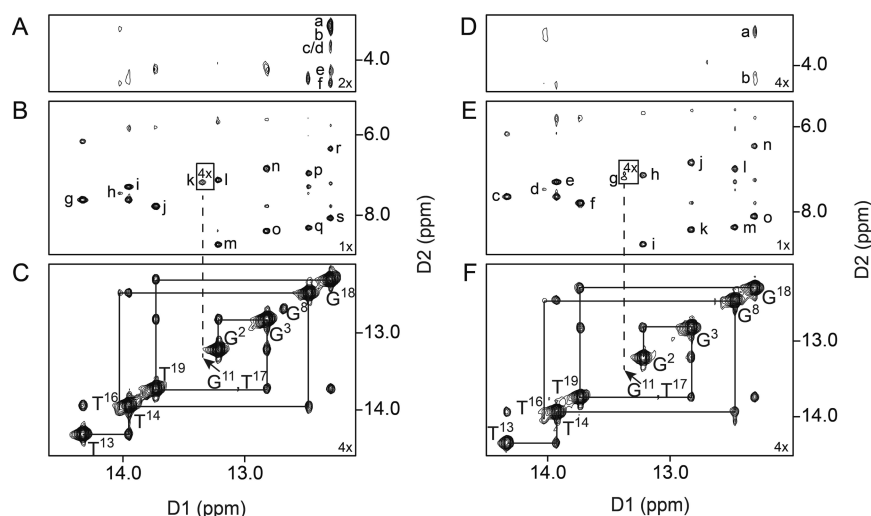 A
a
b
c/d
e
f
2x
4.0
B
6.0
r
n
p
4x
k
l
i
g
h
j
s
q
o
m
8.0
1x
D2 (ppm)
C
G¹⁸
G⁸
G³
13.0
G²
G¹¹
T¹⁷
T¹⁹
T¹⁶
T¹⁴
T¹³
14.0
4x
14.0
13.0
D1 (ppm)
D
a
b
4x
4.0
E
6.0
n
j
l
4x
g
h
e
d
c
f
o
m
k
i
8.0
1x
D2 (ppm)
F
G¹⁸
G⁸
G³
13.0
G²
G¹¹
T¹⁷
T¹⁹
T¹⁶
T¹⁴
T¹³
14.0
4x
14.0
13.0
D1 (ppm)